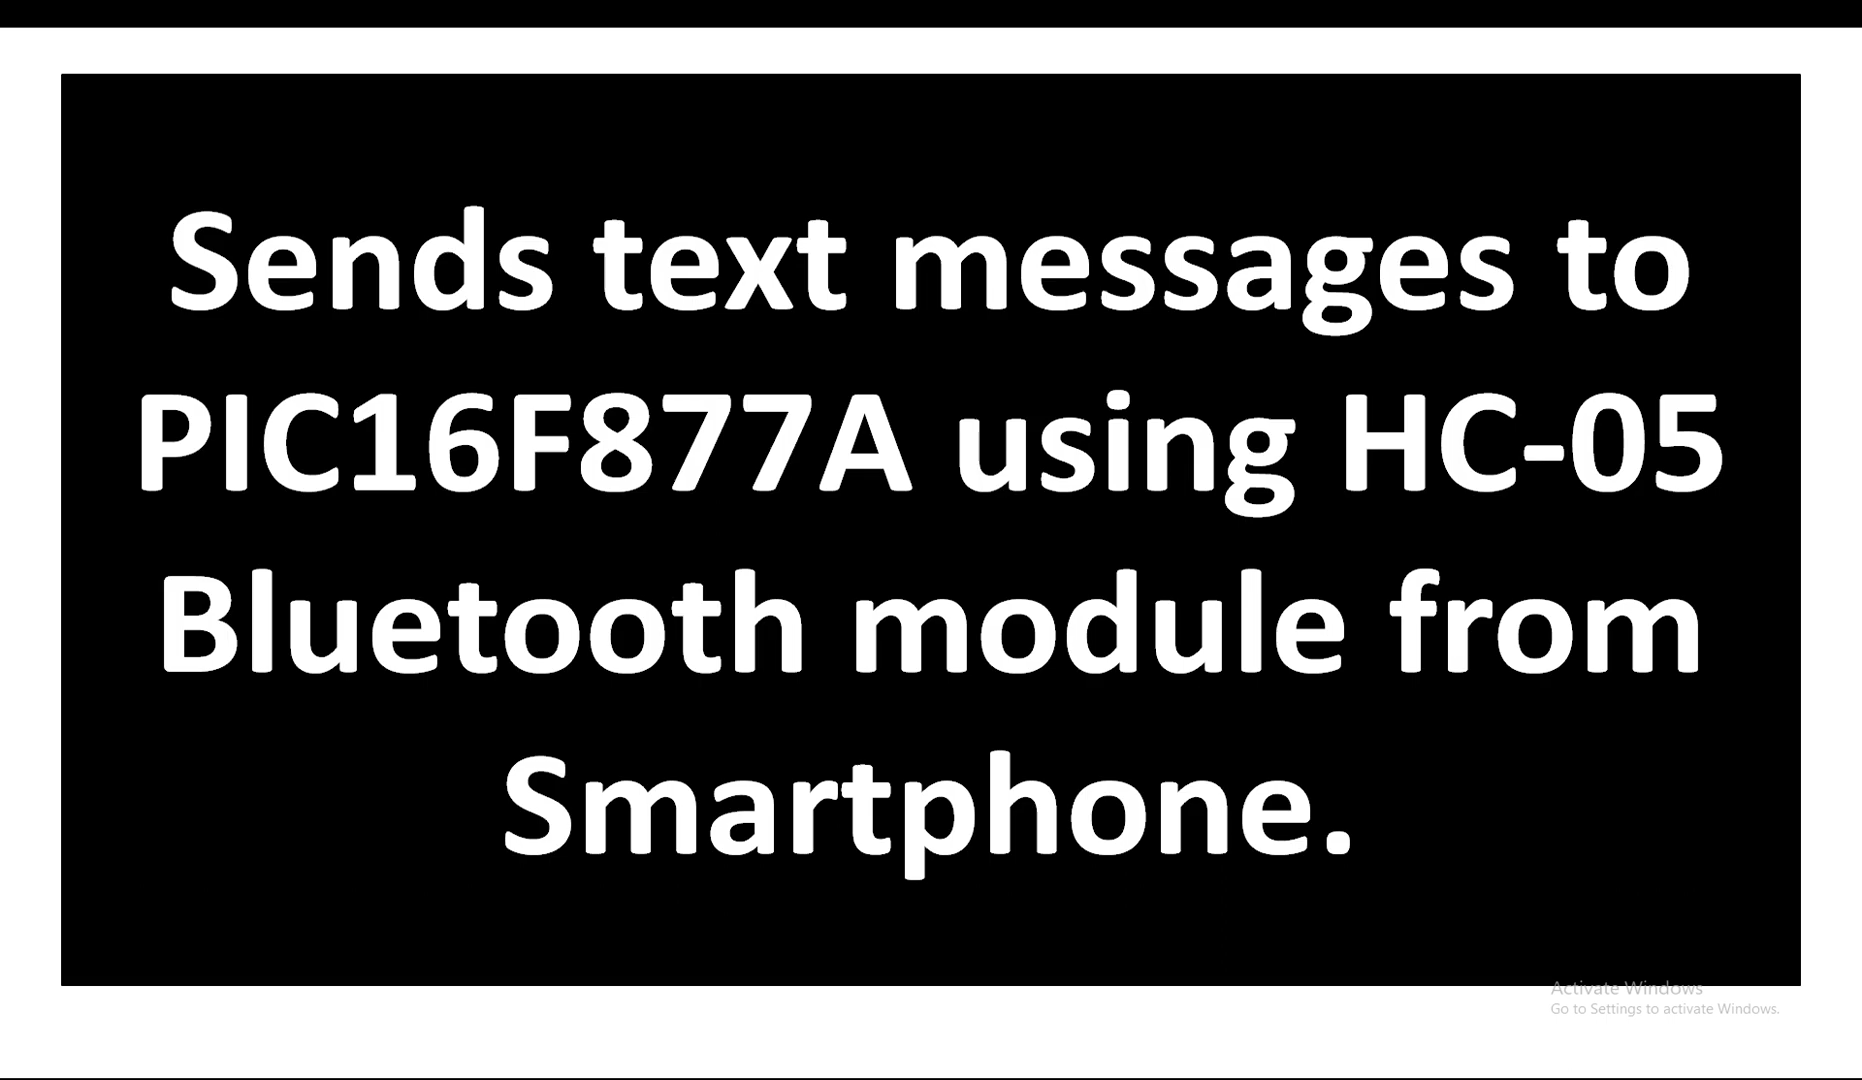 Sends text messages to
PIC16F877A using HC-05
Bluetooth module from
Smartphone.
Activate Windows
Go to Settings to activate Windows.